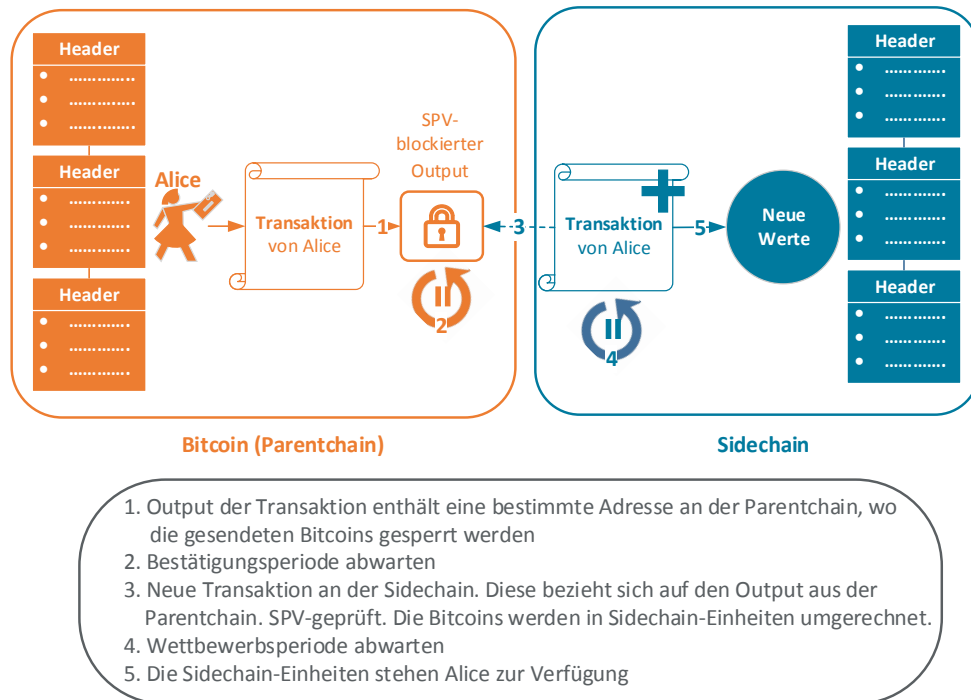 Header
• ..............
• ..............
• ..............
Header
• ..............
• ..............
• ..............
Header
• ..............
• ..............
• ..............
Alice
Transaktion
von Alice
1
SPV-
blockierter
Output
2
3
Transaktion
von Alice
4
5
Neue
Werte
Header
• ..............
• ..............
• ..............
Header
• ..............
• ..............
• ..............
Header
• ..............
• ..............
• ..............
Bitcoin (Parentchain)
Sidechain
1. Output der Transaktion enthält eine bestimmte Adresse an der Parentchain, wo
die gesendeten Bitcoins gesperrt werden
2. Bestätigungsperiode abwarten
3. Neue Transaktion an der Sidechain. Diese bezieht sich auf den Output aus der
Parentchain. SPV-geprüft. Die Bitcoins werden in Sidechain-Einheiten umgerechnet.
4. Wettbewerbsperiode abwarten
5. Die Sidechain-Einheiten stehen Alice zur Verfügung